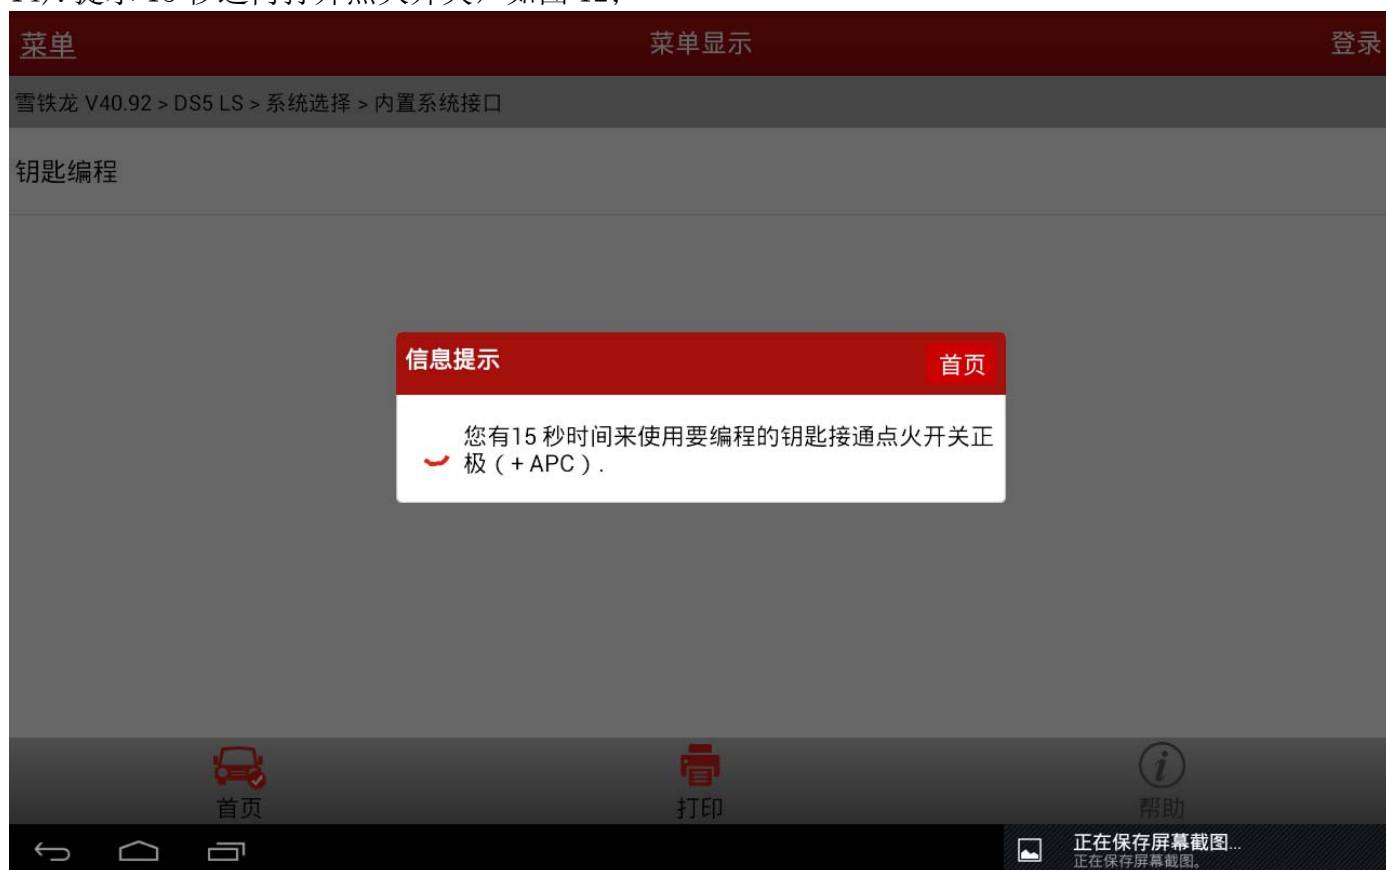 菜单
菜单显示
登录
雪铁龙 V40.92 > DS5 LS > 系统选择 > 内置系统接口
钥匙编程
信息提示
首页
您有15 秒时间来使用要编程的钥匙接通点火开关正
极（+ APC）.
首页
打印
帮助
正在保存屏幕截图...
正在保存屏幕截图。